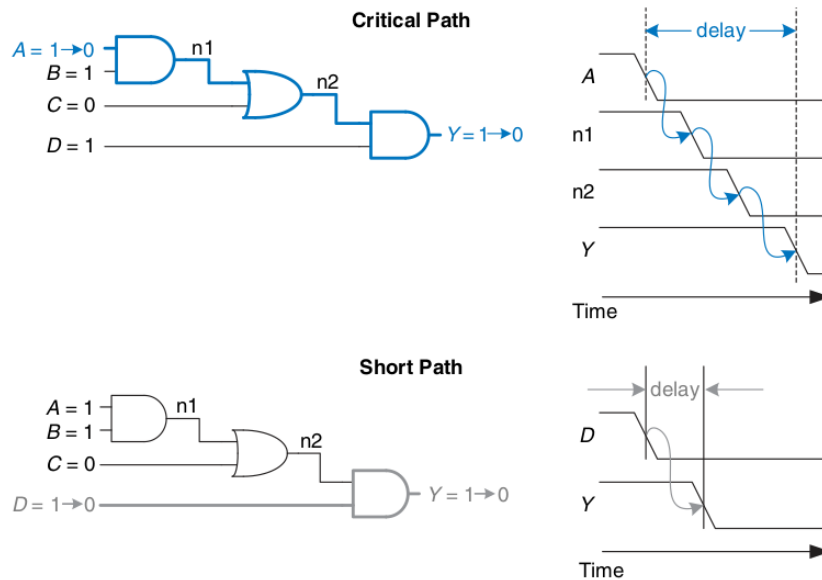 Critical Path
A = 1→0
B = 1
C = 0
D = 1
n1
n2
Y = 1→0
delay
A
n1
n2
Y
Time
Short Path
A = 1
B = 1
C = 0
D = 1→0
n1
n2
Y = 1→0
delay
D
Y
Time